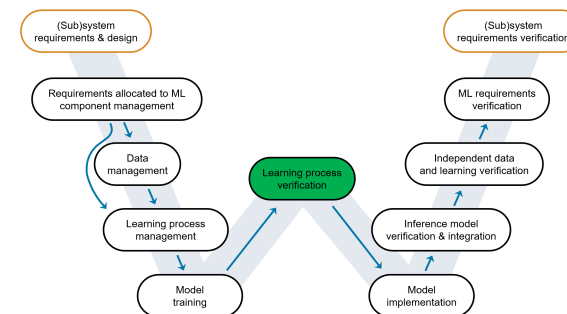 (Sub)system
requirements & design
(Sub)system
requirements verification
Requirements allocated to ML
component management
ML requirements
verification
Data
management
Learning process
verification
Independent data
and learning verification
Learning process
management
Inference model
verification & integration
Model
training
Model
implementation